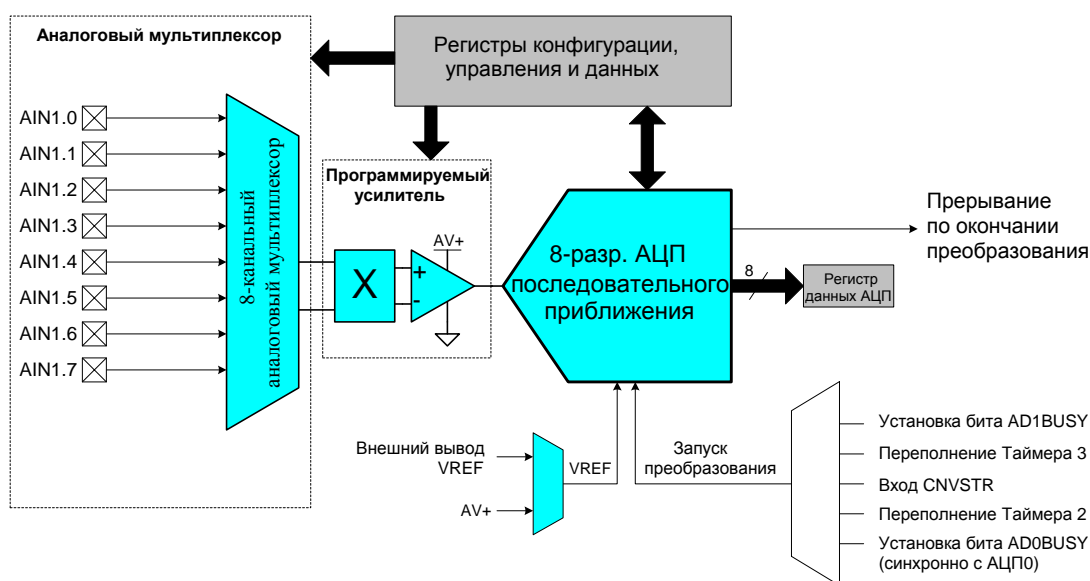 Аналоговый мультиплексор
Регистры конфигурации,
управления и данных
AIN1.0
AIN1.1
AIN1.2
AIN1.3
AIN1.4
AIN1.5
AIN1.6
AIN1.7
8-канальный
аналоговый мультиплексор
Программируемый
усилитель
X
AV+
+
-
8-разр. АЦП
последовательного
приближения
Прерывание
по окончании
преобразования
8
Регистр
данных АЦП
Внешний вывод
VREF
AV+
VREF
Запуск
преобразования
Установка бита AD1BUSY
Переполнение Таймера 3
Вход CNVSTR
Переполнение Таймера 2
Установка бита AD0BUSY
(синхронно с АЦП0)